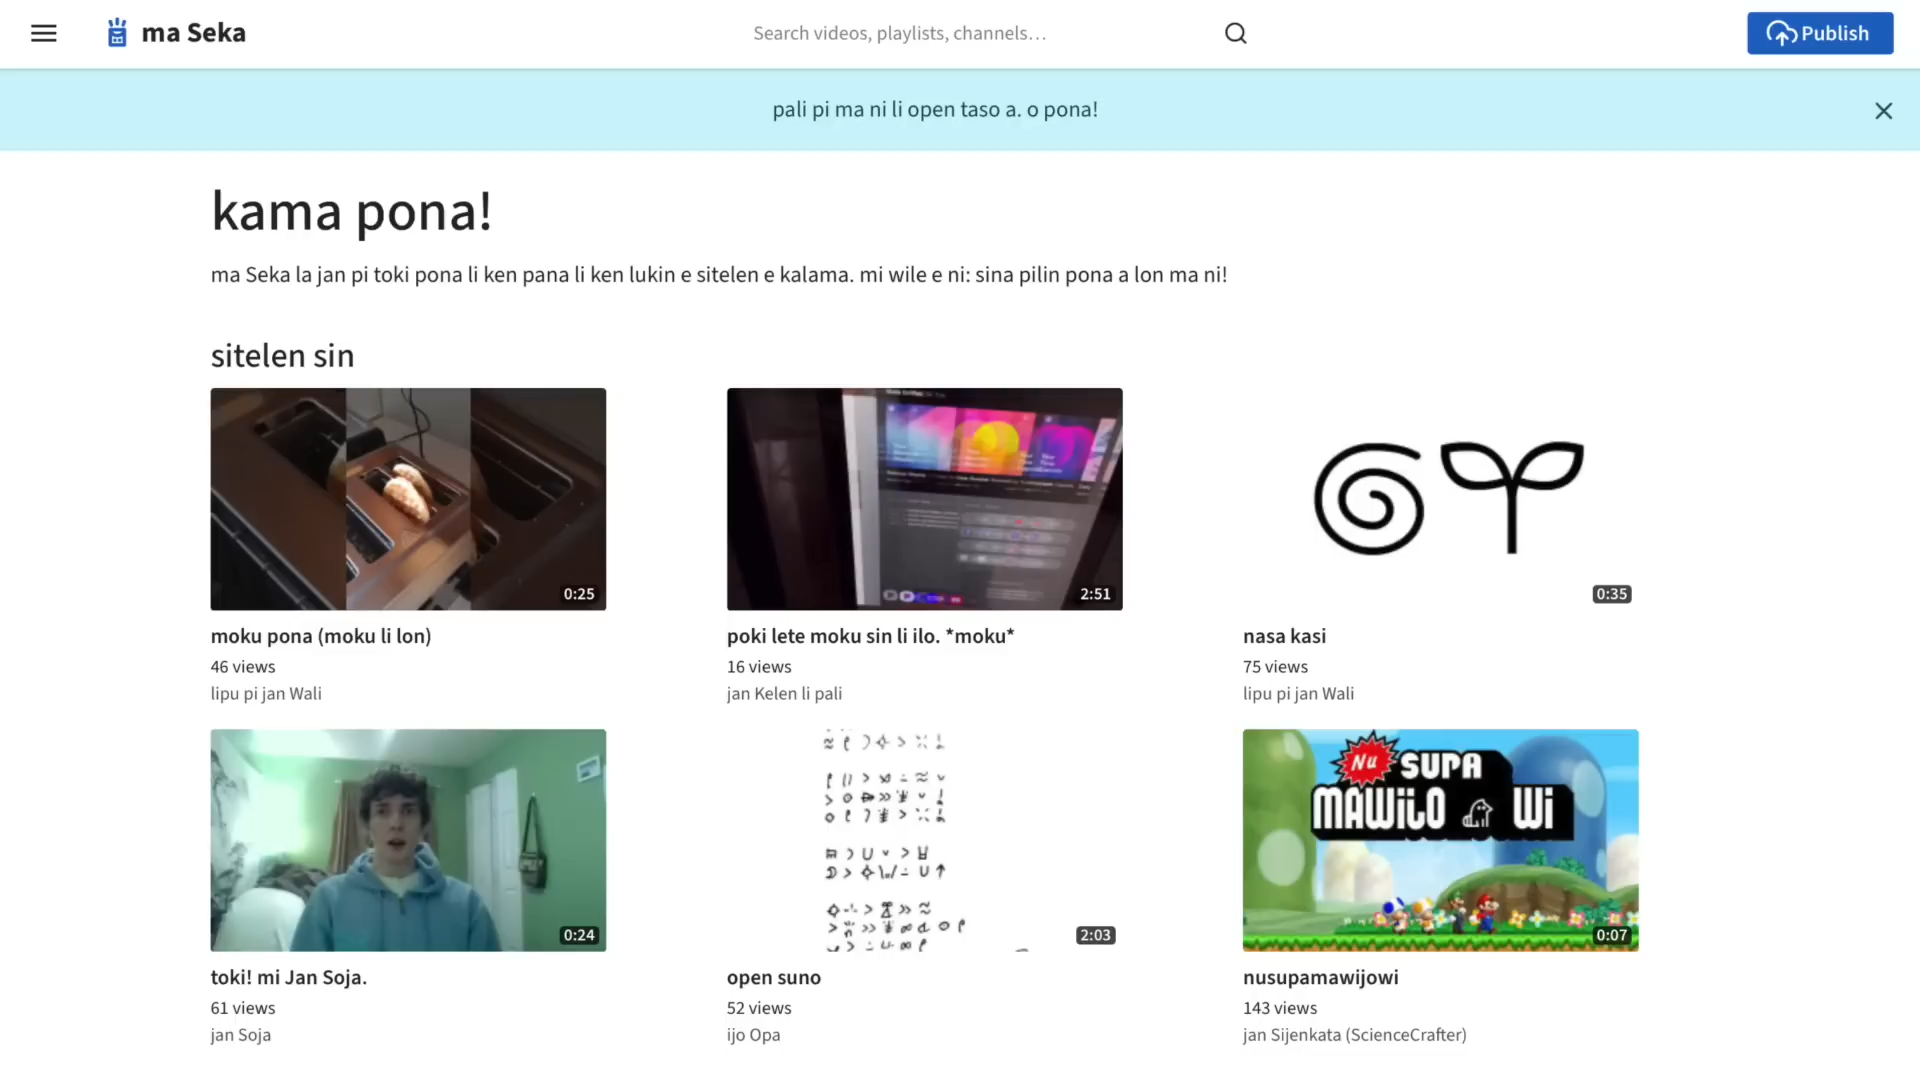 ma Seka
Search videos, playlists, channels…
Publish
pali pi ma ni li open taso a. o pona!
kama pona!
ma Seka la jan pi toki pona li ken pana li ken lukin e sitelen e kalama. mi wile e ni: sina pilin pona a lon ma ni!
sitelen sin
0:25
2:51
0:35
moku pona (moku li lon)
46 views
lipu pi jan Wali
poki lete moku sin li ilo. *moku*
16 views
jan Kelen li pali
nasa kasi
75 views
lipu pi jan Wali
Nu
SUPA
MAWiLO Wi
0:24
2:03
0:07
toki! mi Jan Soja.
61 views
jan Soja
open suno
52 views
ijo Opa
nusupamawijowi
143 views
jan Sijenkata (ScienceCrafter)